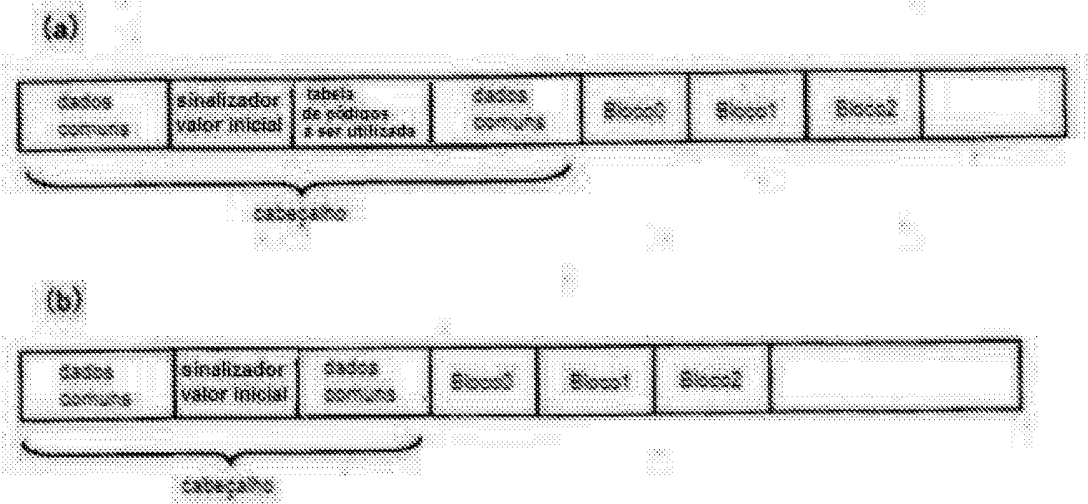 (a)
dados
comuns
sinalizador
valor inicial
tabela
de códigos
a ser utilizada
dados
comuns
Bloco0
Bloco1
Bloco2
cabeçalho
(b)
dados
comuns
sinalizador
valor inicial
dados
comuns
Bloco0
Bloco1
Bloco2
cabeçalho